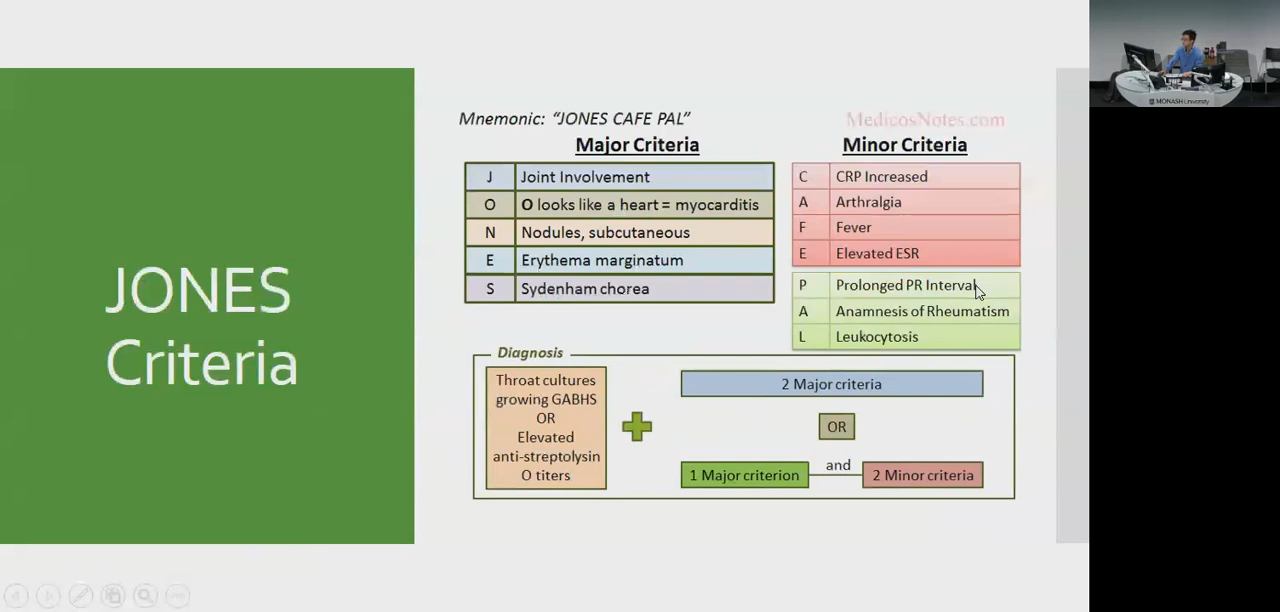 JONES
Criteria
Mnemonic: "JONES CAFE PAL"
MedicosNotes.com
Major Criteria
J Joint Involvement
O O looks like a heart = myocarditis
N Nodules, subcutaneous
E Erythema marginatum
S Sydenham chorea
Minor Criteria
C CRP Increased
A Arthralgia
F Fever
E Elevated ESR
P Prolonged PR Interval
A Anamnesis of Rheumatism
L Leukocytosis
Diagnosis
Throat cultures
growing GABHS
OR
Elevated
anti-streptolysin
O titers
2 Major criteria
OR
1 Major criterion and 2 Minor criteria
MONASH University